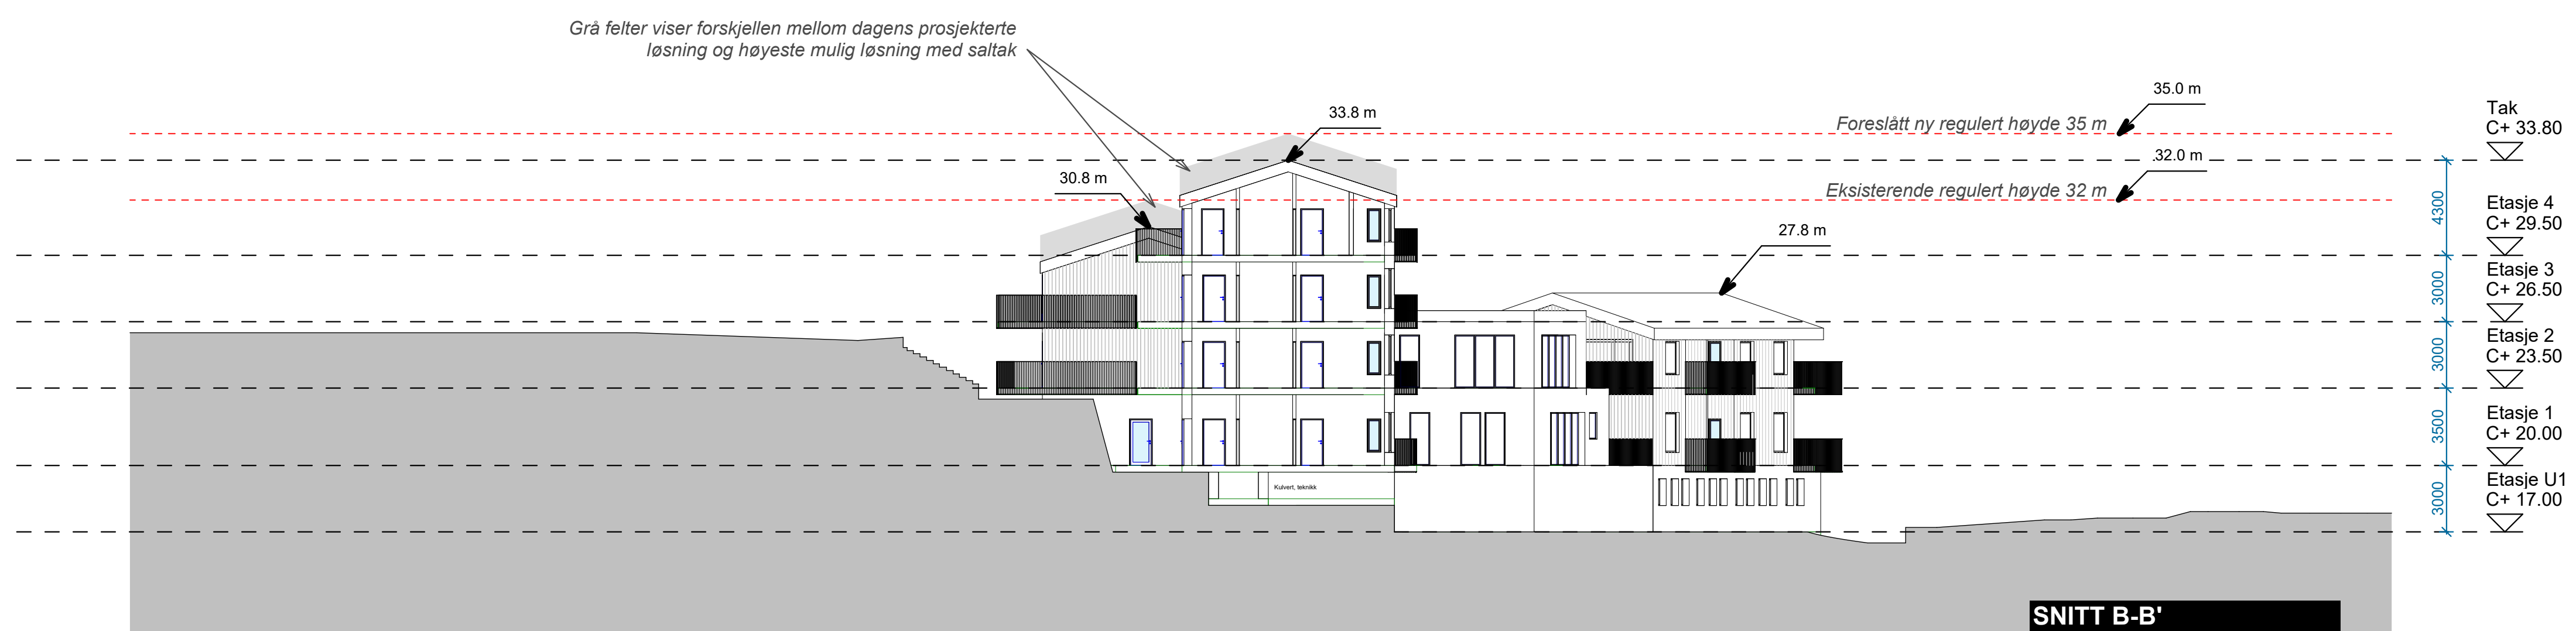 Grå felter viser forskjellen mellom dagens prosjekterte
løsning og høyeste mulig løsning med saltak
33.8 m
30.8 m
27.8 m
35.0 m
Foreslått ny regulert høyde 35 m
32.0 m
Eksisterende regulert høyde 32 m
Tak
C+ 33.80
4300
Etasje 4
C+ 29.50
3000
Etasje 3
C+ 26.50
3000
Etasje 2
C+ 23.50
3500
Etasje 1
C+ 20.00
3000
Etasje U1
C+ 17.00
Kulvert, teknikk
SNITT B-B'